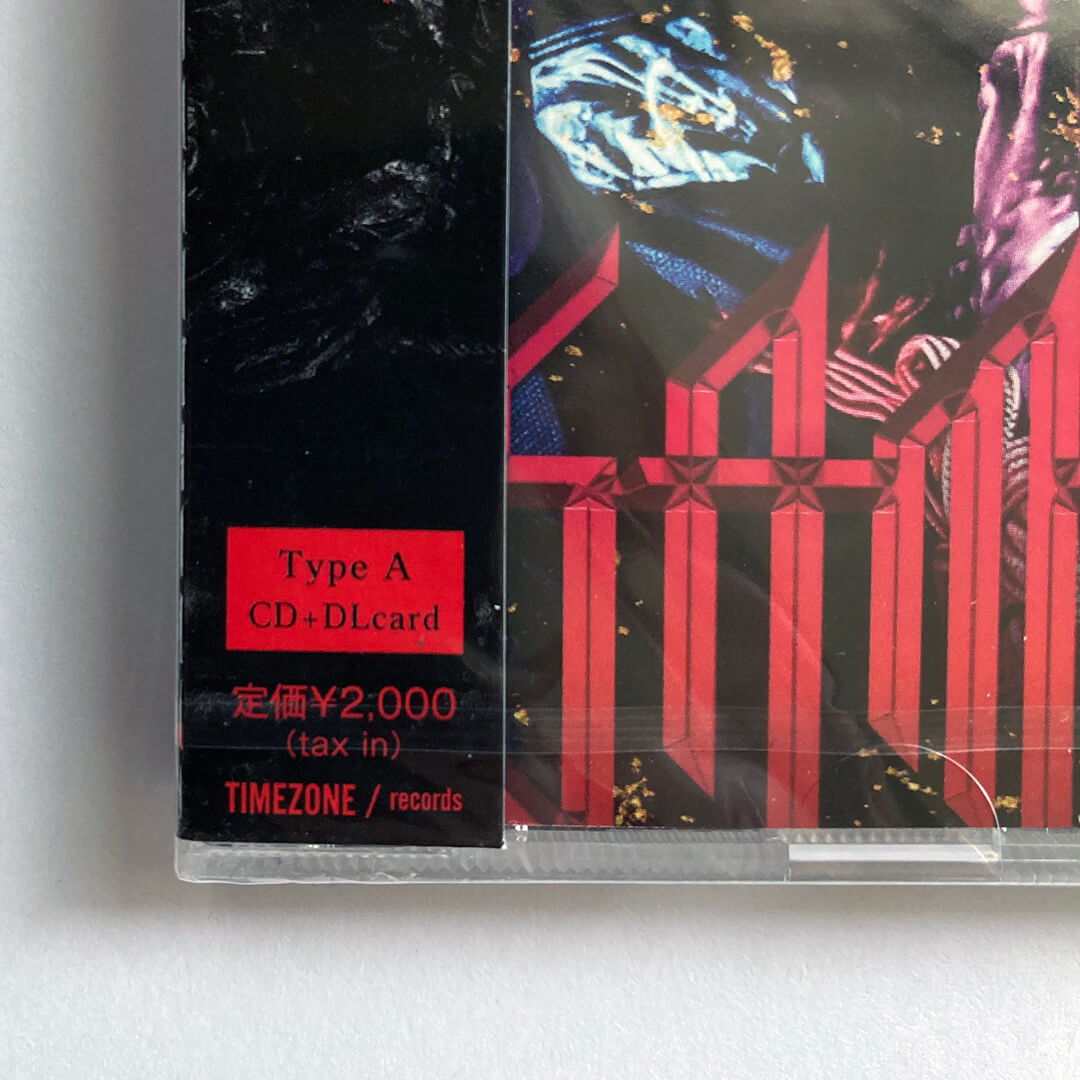 Type A
CD+DLcard
定価¥2,000
(tax in)
TIMEZONE / records